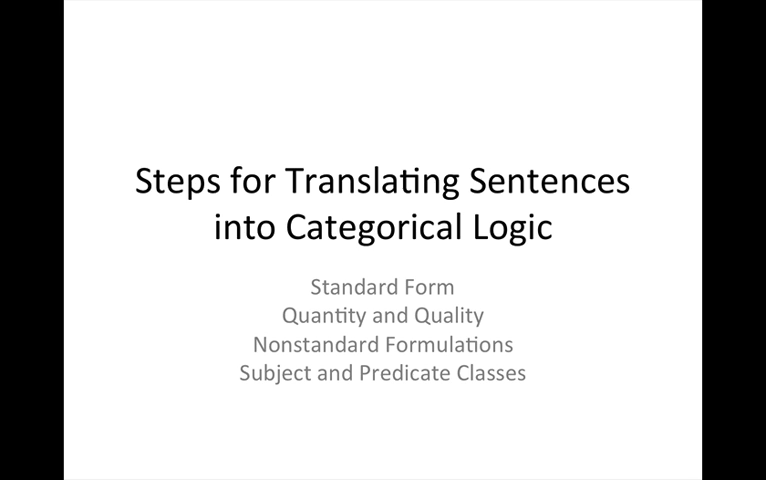 Steps for Translating Sentences
into Categorical Logic
Standard Form
Quantity and Quality
Nonstandard Formulations
Subject and Predicate Classes